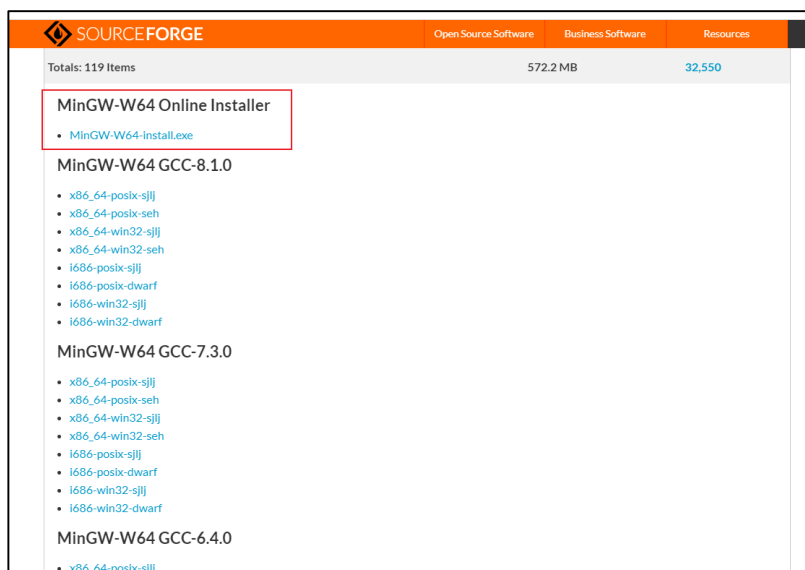 SOURCEFORGE Open Source Software Business Software Resources
Totals: 119 Items 572.2 MB 32,550
MinGW-W64 Online Installer
• MinGW-W64-install.exe
MinGW-W64 GCC-8.1.0
• x86_64-posix-sjlj
• x86_64-posix-seh
• x86_64-win32-sjlj
• x86_64-win32-seh
• i686-posix-sjlj
• i686-posix-dwarf
• i686-win32-sjlj
• i686-win32-dwarf
MinGW-W64 GCC-7.3.0
• x86_64-posix-sjlj
• x86_64-posix-seh
• x86_64-win32-sjlj
• x86_64-win32-seh
• i686-posix-sjlj
• i686-posix-dwarf
• i686-win32-sjlj
• i686-win32-dwarf
MinGW-W64 GCC-6.4.0
• x86_64-posix-sjlj